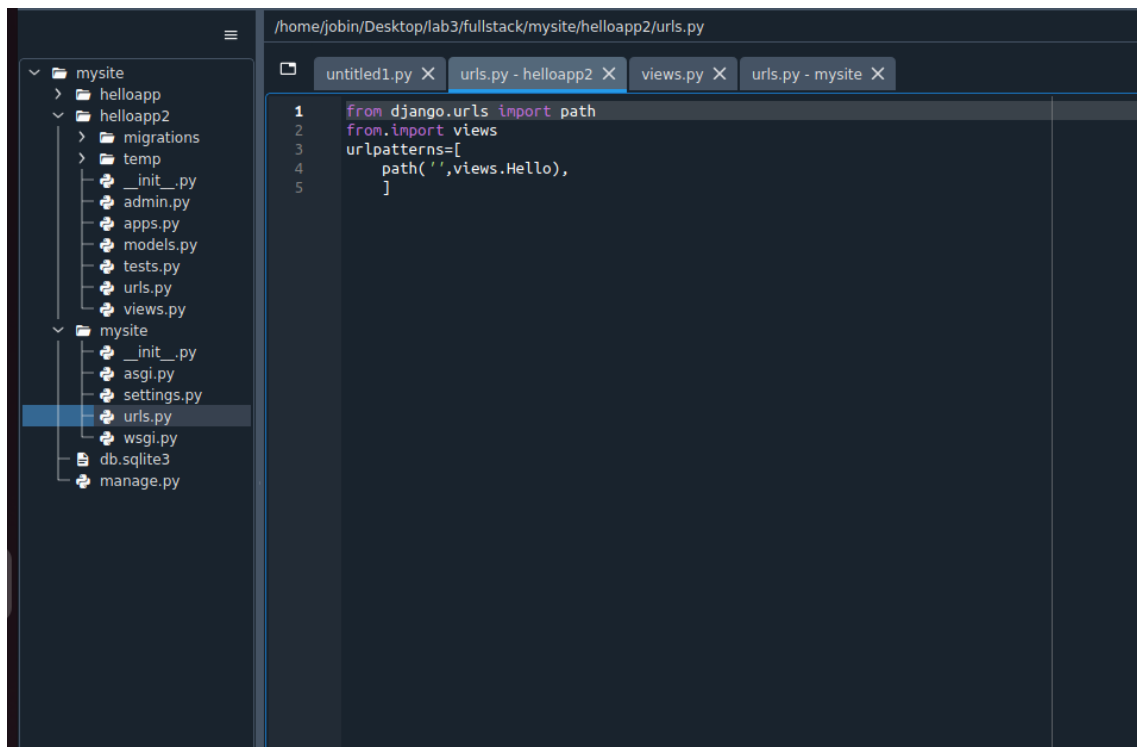 /home/jobin/Desktop/lab3/fullstack/mysite/helloapp2/urls.py
mysite
helloapp
helloapp2
migrations
temp
__init__.py
admin.py
apps.py
models.py
tests.py
urls.py
views.py
mysite
__init__.py
asgi.py
settings.py
urls.py
wsgi.py
db.sqlite3
manage.py
untitled1.py urls.py - helloapp2 views.py urls.py - mysite
1 from django.urls import path
2 from.import views
3 urlpatterns=[
4 path('',views.Hello),
5 ]